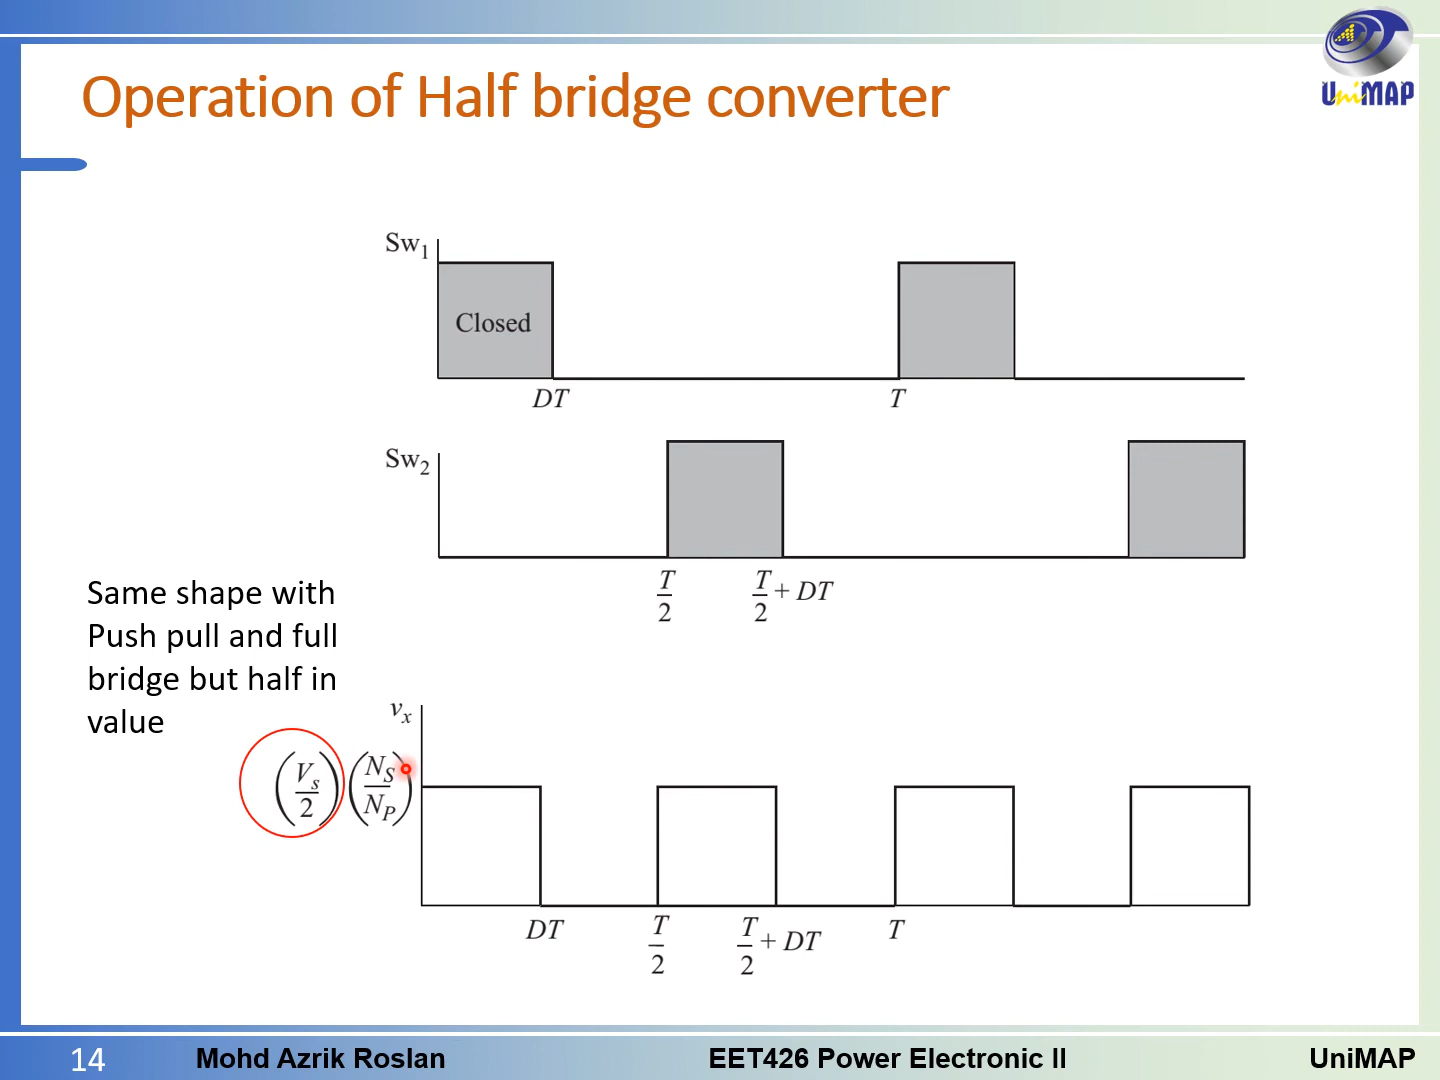 UniMAP
Operation of Half bridge converter
Sw1
Closed
DT
T
Sw2
T/2
T/2 + DT
Same shape with
Push pull and full
bridge but half in
value
vx
(Vs/2)(NS/NP)
DT
T/2
T/2 + DT
T
14
Mohd Azrik Roslan
EET426 Power Electronic II
UniMAP